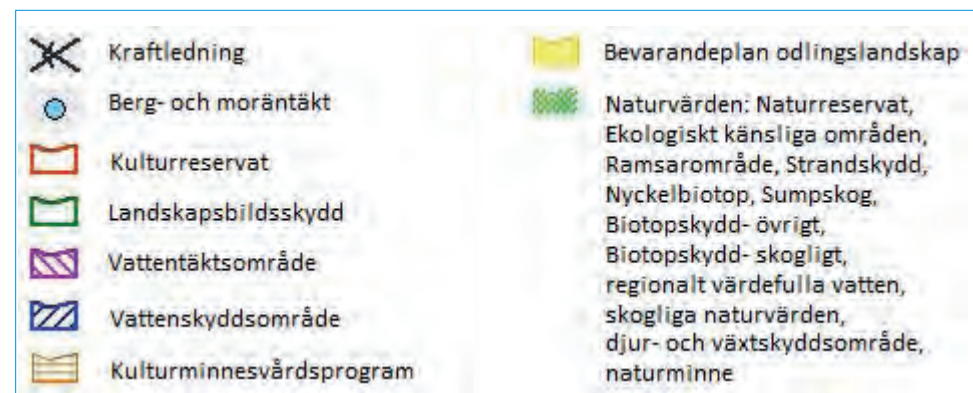 Kraftledning
Berg- och moräntäkt
Kulturreservat
Landskapsbildsskydd
Vattentäktsområde
Vattenskyddsområde
Kulturminnesvårdsprogram
Bevarandeplan odlingslandskap
Naturvärden: Naturreservat,
Ekologiskt känsliga områden,
Ramsarområde, Strandskydd,
Nyckelbiotop, Sumpskog,
Biotopskydd- övrigt,
Biotopskydd- skogligt,
regionalt värdefulla vatten,
skogliga naturvärden,
djur- och växtskyddsområde,
naturminne